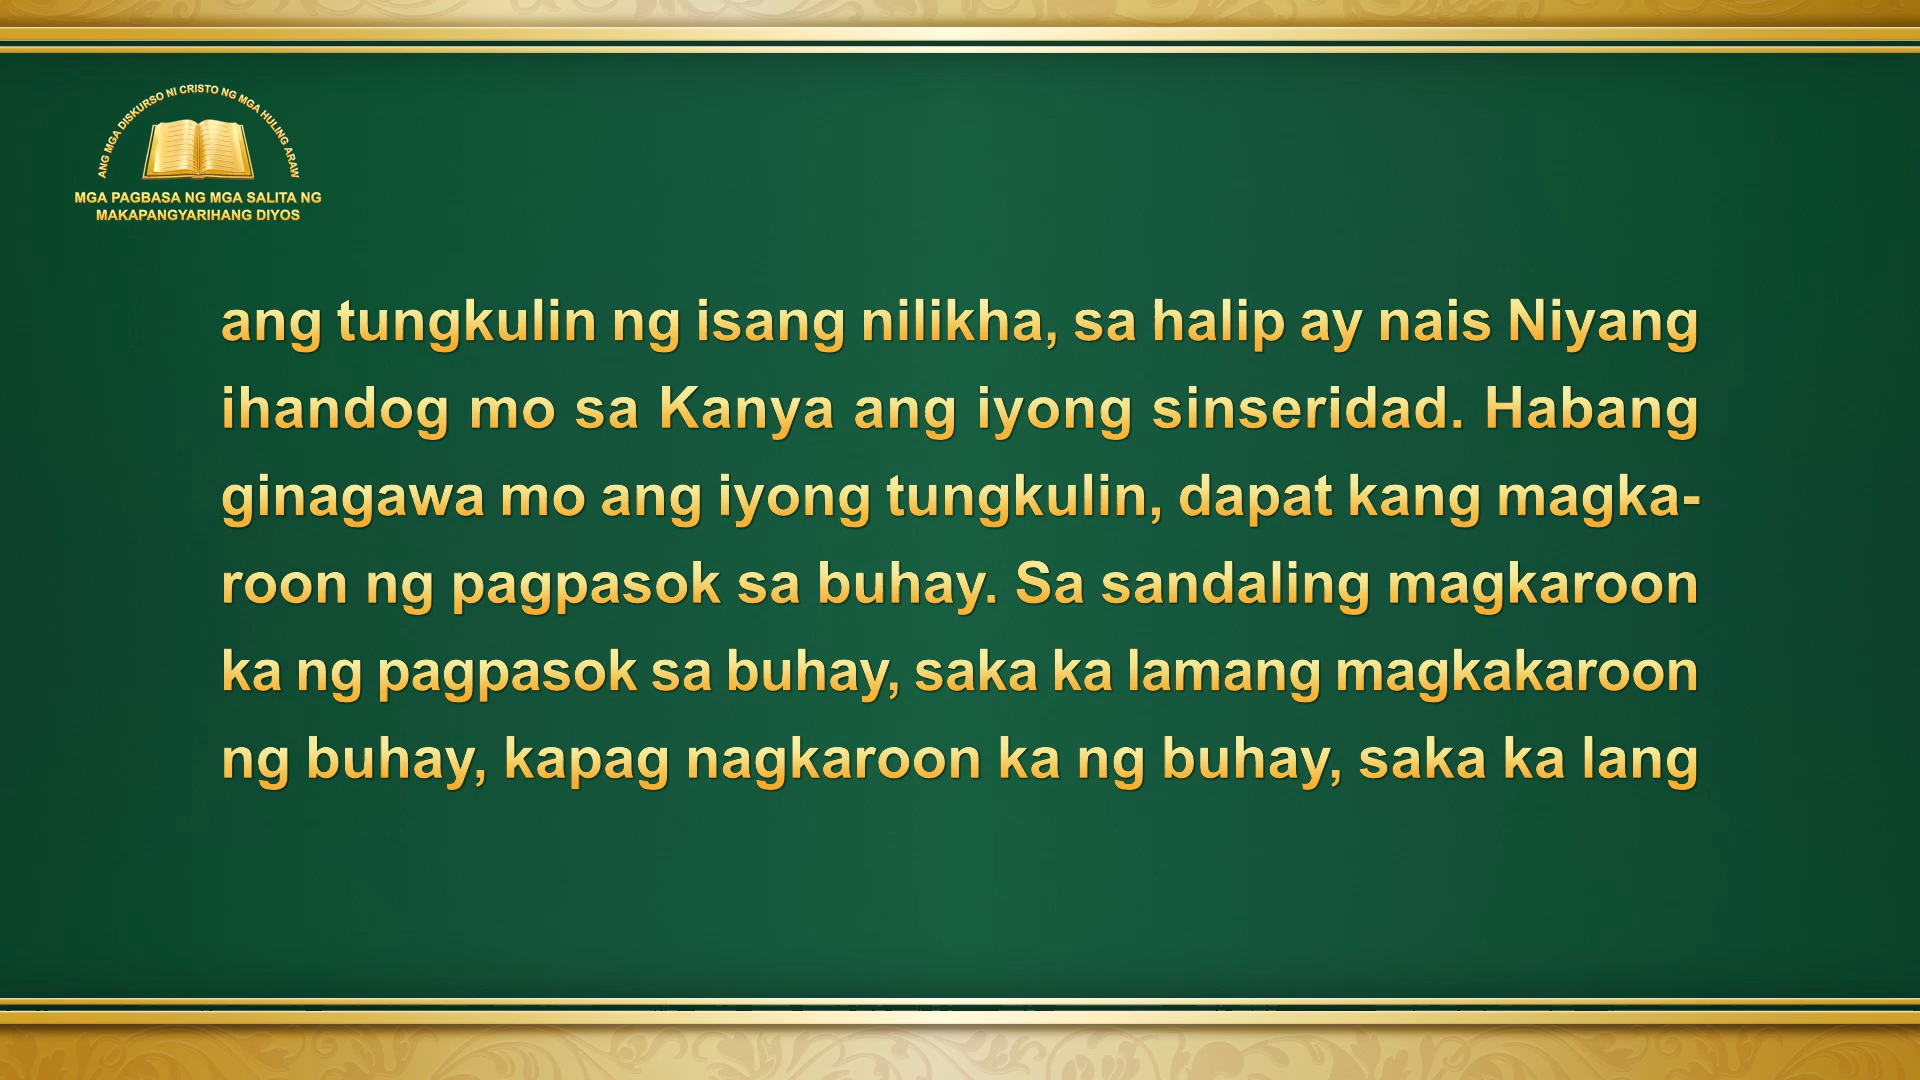 ANG MGA DISKURSO NI CRISTO NG MGA HULING ARAW
MGA PAGBASA NG MGA SALITA NG
MAKAPANGYARIHANG DIYOS
ang tungkulin ng isang nilikha, sa halip ay nais Niyang
ihandog mo sa Kanya ang iyong sinseridad. Habang
ginagawa mo ang iyong tungkulin, dapat kang magka-
roon ng pagpasok sa buhay. Sa sandaling magkaroon
ka ng pagpasok sa buhay, saka ka lamang magkakaroon
ng buhay, kapag nagkaroon ka ng buhay, saka ka lang